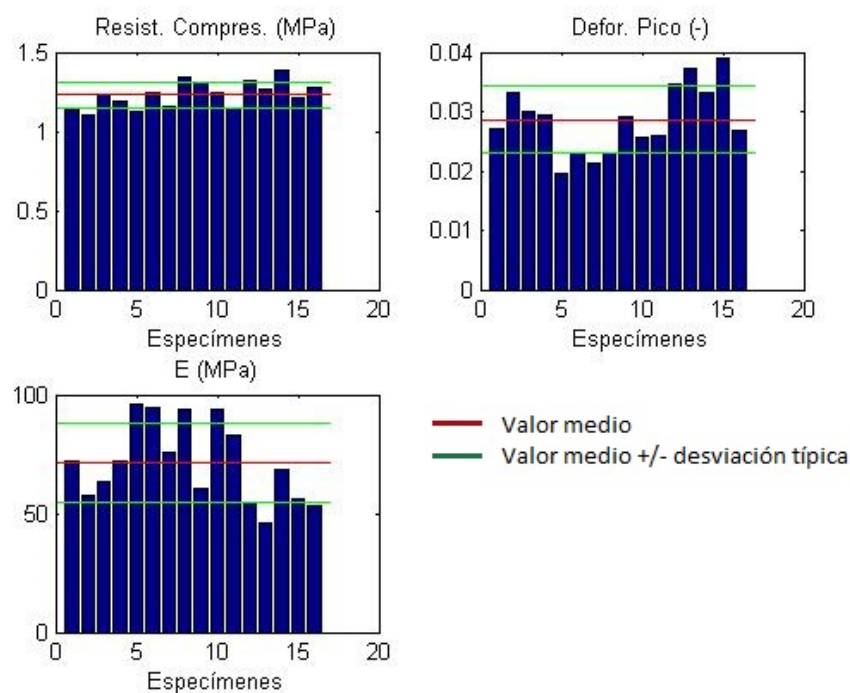 Resist. Compres. (MPa)
1.5
1
0.5
0
0 5 10 15 20
Especímenes
Defor. Pico (-)
0.04
0.03
0.02
0.01
0
0 5 10 15 20
Especímenes
E (MPa)
100
50
0
0 5 10 15 20
Especímenes
Valor medio
Valor medio +/- desviación típica